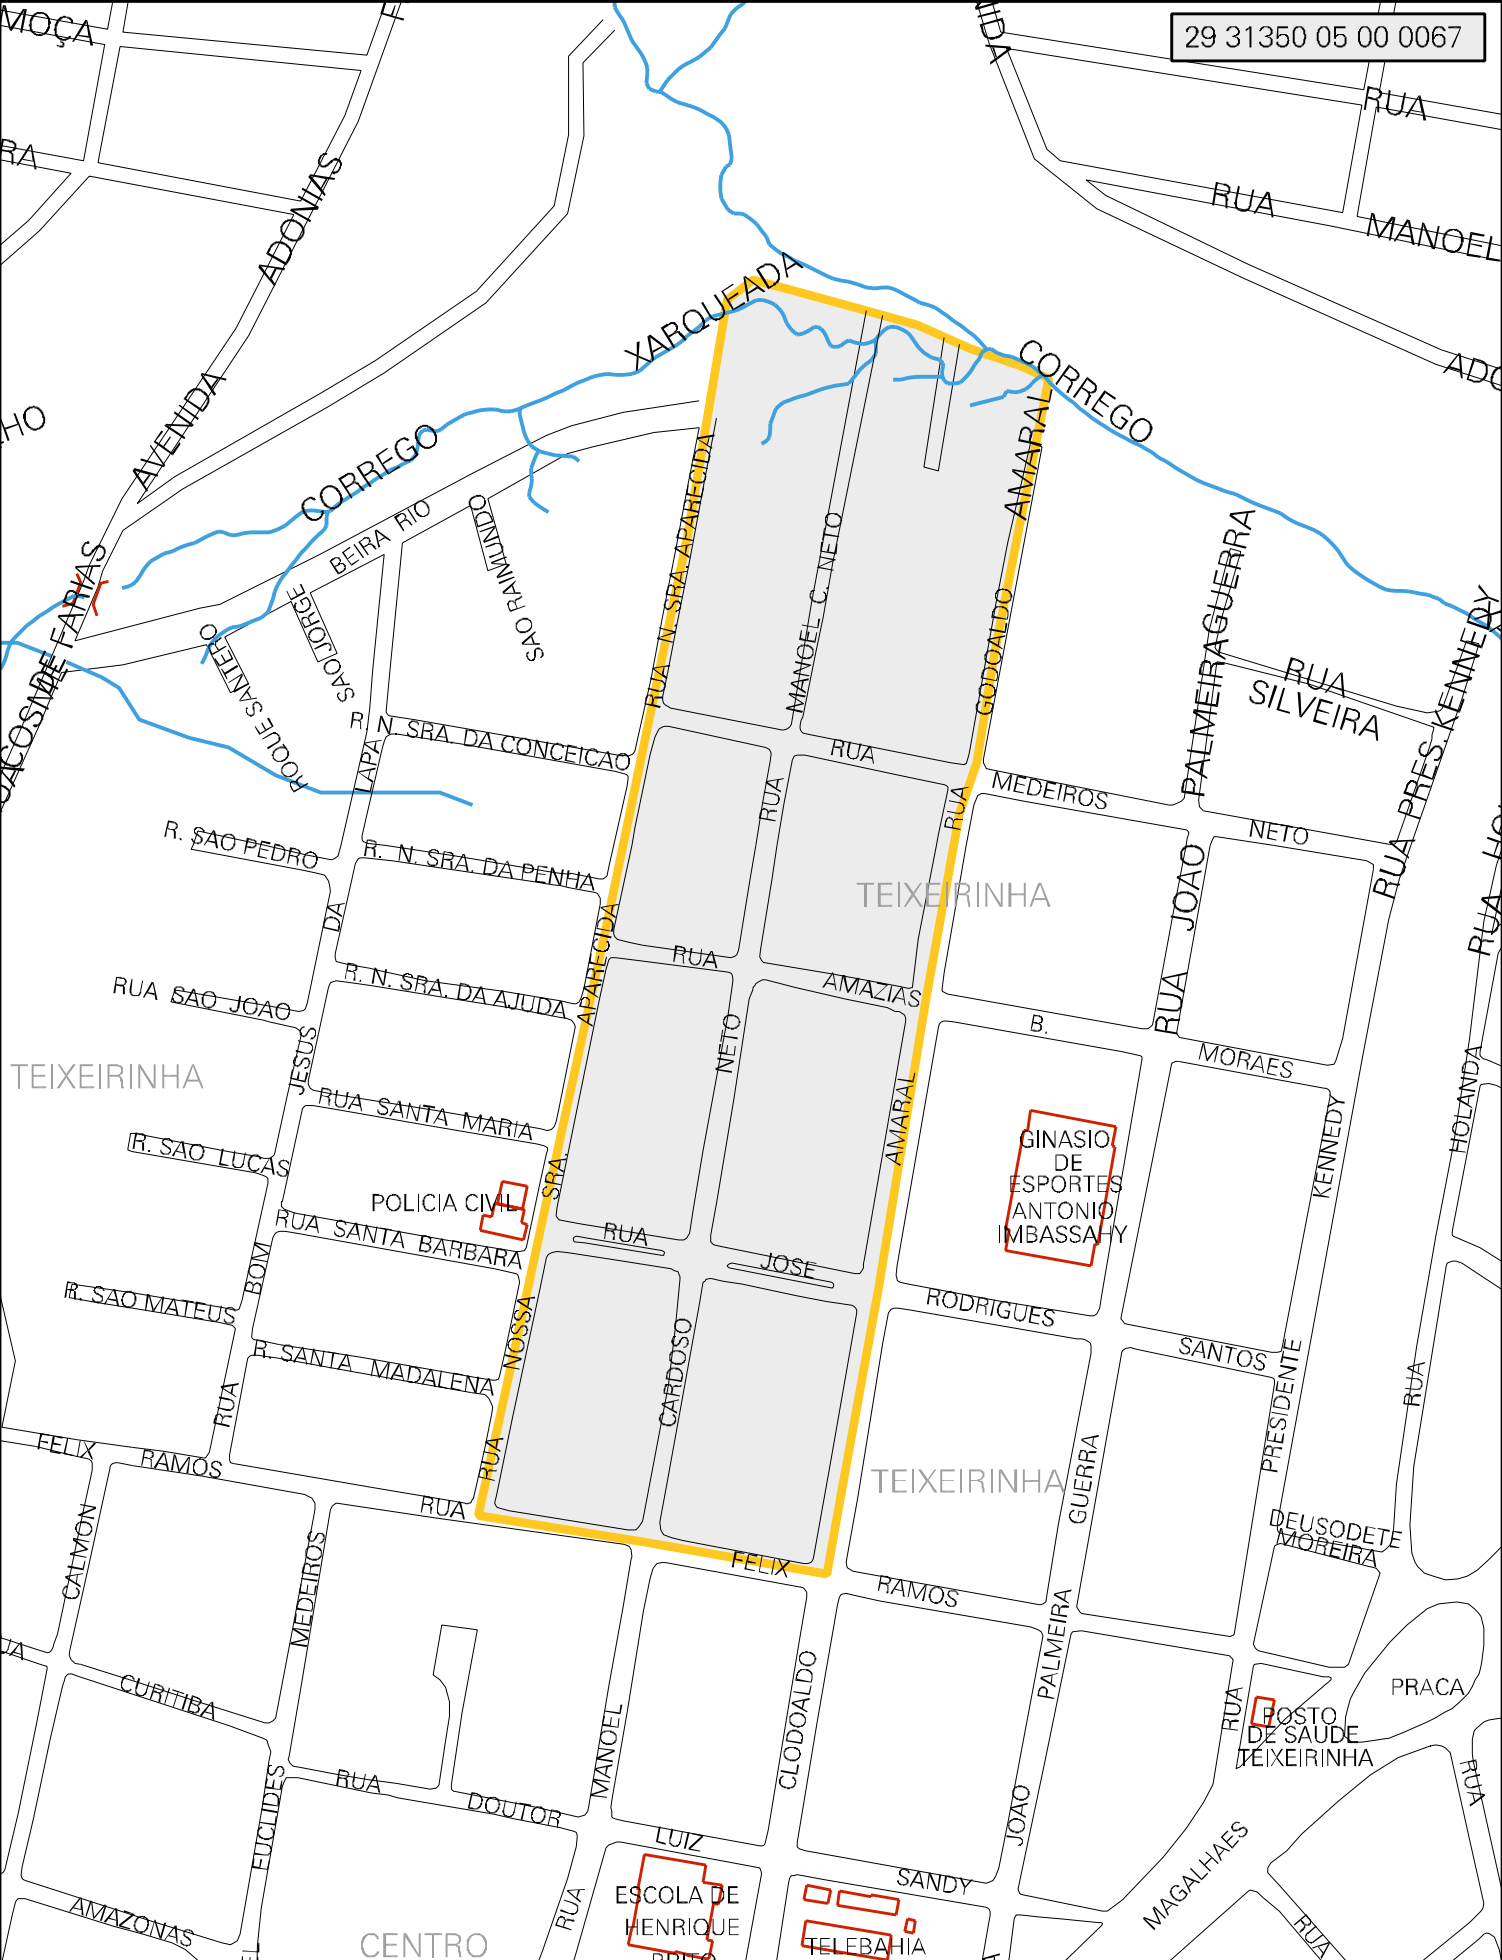 29 31350 05 00 0067
MOÇA
RUA
RUA
MANOEL
AVENIDA ADONIAS
XARQUEADA
CORREGO
CORREGO
BEIRA RIO
SAO RAIMUNDO
SAO JORGE
ROQUE SANTERO
RUA N. SRA. APARECIDA
MANOEL C. NETO
GODOALDO AMARAL
RUA JOAO PALMEIRA GUERRA
RUA
SILVEIRA
RUA PRES. KENNEDY
DE FARIAS
R. N. SRA. DA CONCEICAO
RUA
MEDEIROS
NETO
LAPA
R. SAO PEDRO
R. N. SRA. DA PENHA
RUA
RUA
TEIXEIRINHA
DA
APARECIDA
RUA
AMAZIAS
B.
MORAES
R. N. SRA. DA AJUDA
RUA SAO JOAO
JESUS
TEIXEIRINHA
NETO
AMARAL
KENNEDY
HOLANDA
RUA SANTA MARIA
R. SAO LUCAS
GINASIO
DE
ESPORTES
ANTONIO
IMBASSAHY
POLICIA CIVIL
SRA.
RUA SANTA BARBARA
RUA
JOSE
RODRIGUES
SANTOS
BOM
R. SAO MATEUS
NOSSA
R. SANTA MADALENA
CARDOSO
RUA
RUA
PRESIDENTE
RUA
FELIX
RAMOS
RUA
TEIXEIRINHA
GUERRA
DEUSODETE
MOREIRA
CALMON
MEDEIROS
FELIX
RAMOS
PALMEIRA
CURITIBA
CLODOALDO
MANOEL
RUA
PRACA
POSTO
DE SAUDE
TEIXEIRINHA
RUA
RUA
DOUTOR
LUIZ
SANDY
JOAO
EUCLIDES
MAGALHAES
RUA
AMAZONAS
RUA
CENTRO
ESCOLA DE
HENRIQUE
BRITO
TELEBAHIA